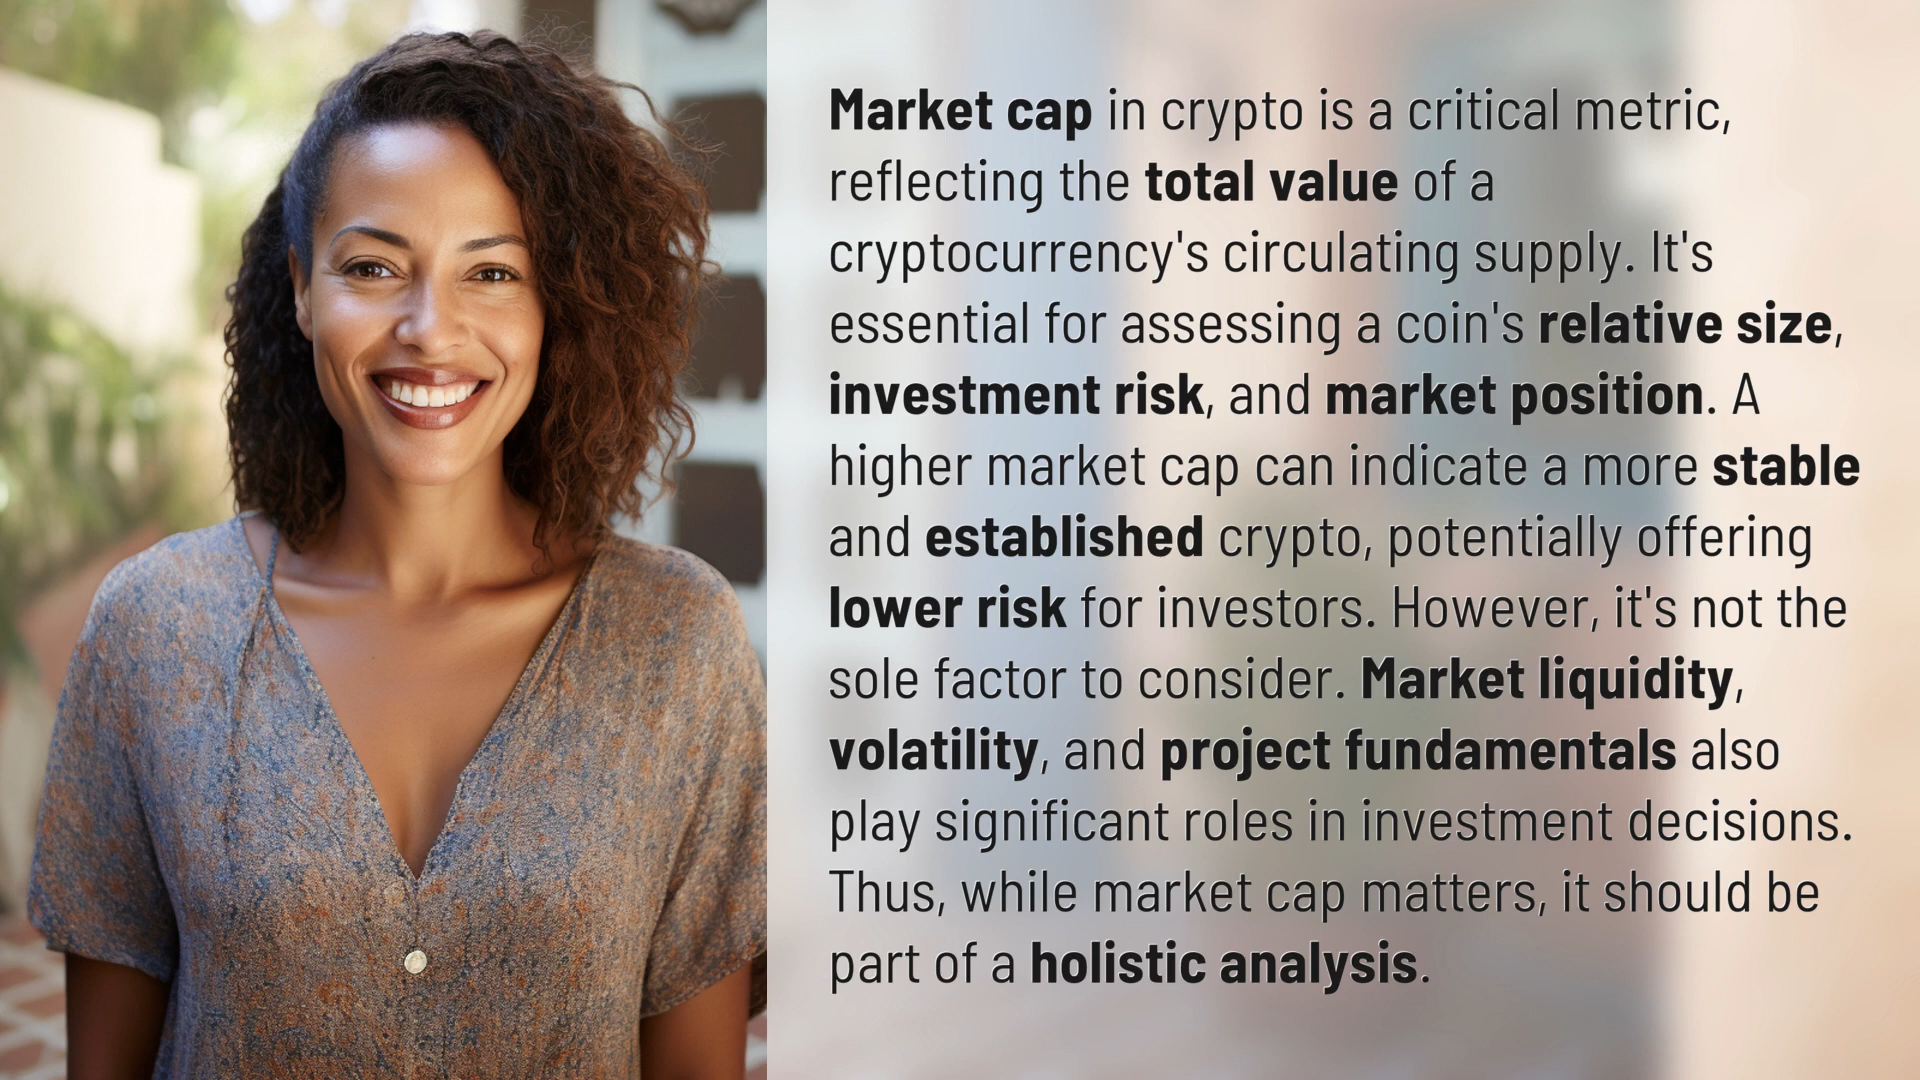 Market cap in crypto is a critical metric,
reflecting the total value of a
cryptocurrency's circulating supply. It's
essential for assessing a coin's relative size,
investment risk, and market position. A
higher market cap can indicate a more stable
and established crypto, potentially offering
lower risk for investors. However, it's not the
sole factor to consider. Market liquidity,
volatility, and project fundamentals also
play significant roles in investment decisions.
Thus, while market cap matters, it should be
part of a holistic analysis.